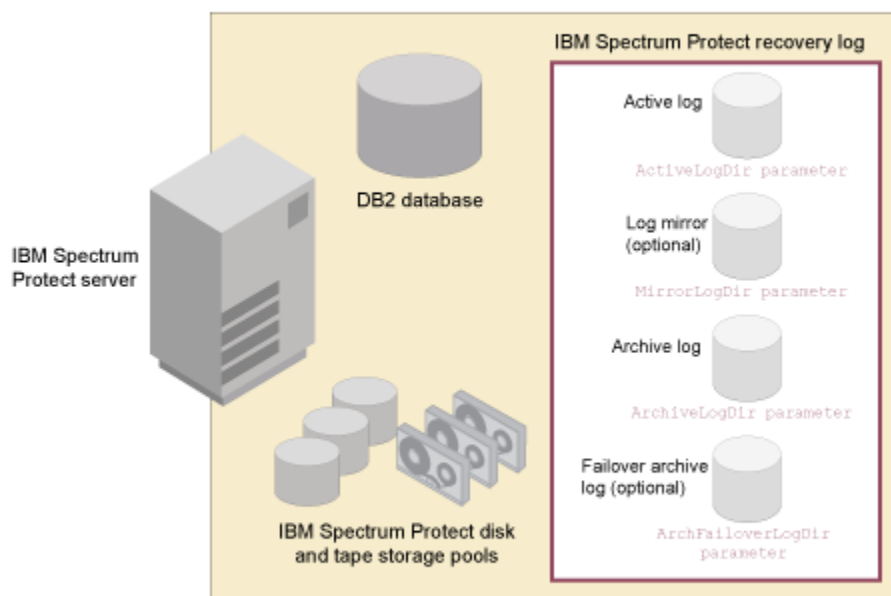 IBM Spectrum Protect recovery log
Active log
ActiveLogDir parameter
DB2 database
Log mirror
(optional)
MirrorLogDir parameter
IBM Spectrum
Protect server
Archive log
ArchiveLogDir parameter
Failover archive
log (optional)
ArchFailoverLogDir
parameter
IBM Spectrum Protect disk
and tape storage pools